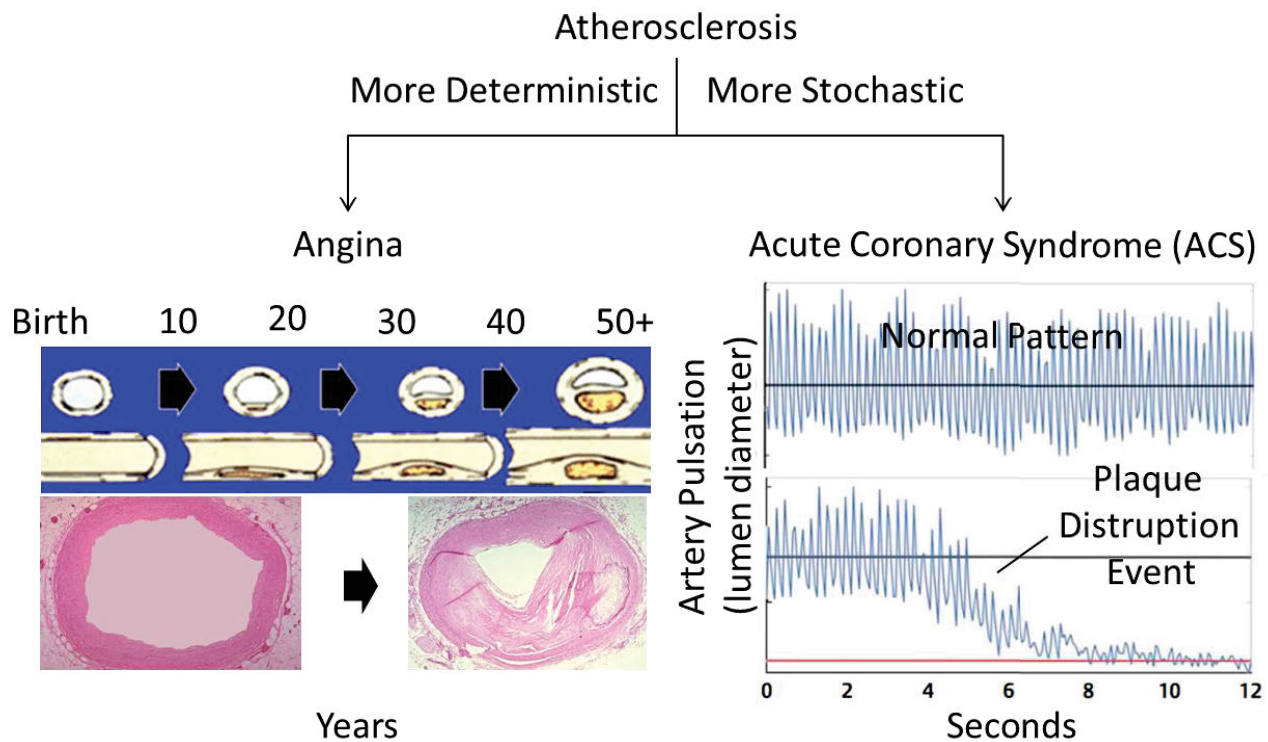 Atherosclerosis
More Deterministic
More Stochastic
Angina
Birth 10 20 30 40 50+
Years
Acute Coronary Syndrome (ACS)
Artery Pulsation
(lumen diameter)
Normal Pattern
Plaque
Distruption
Event
0 2 4 6 8 10 12
Seconds